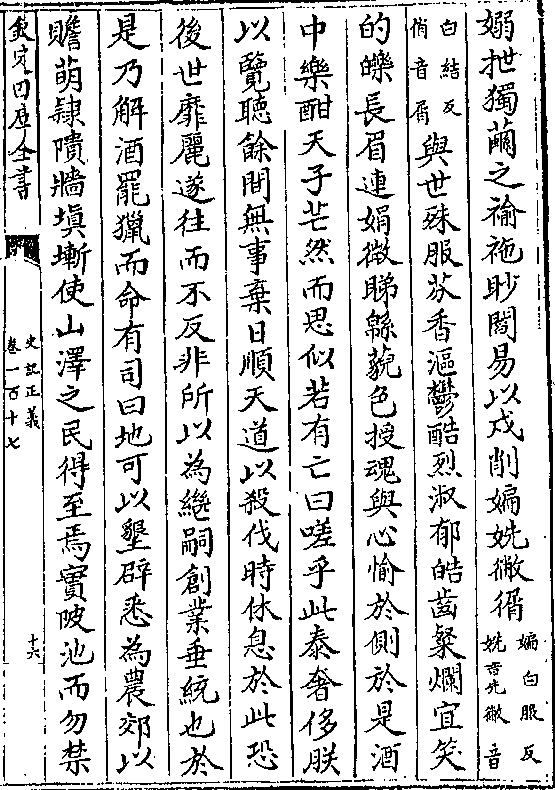 嫋抴獨繭之褕袘眇閻易以戍削媥姺徶㣯媥白眠反姺音先徶音
白結反㣯音屑與世殊服芬香漚鬱酷烈淑郁皓齒粲爛宜笑
的皪長眉連娟微睇緜藐色授魂與心愉於側於是酒
中樂酣天子芒然而思似若有亡曰嗟乎此泰奢侈朕
以覽聽餘間無事棄日順天道以殺伐時休息於此恐
後世靡麗遂往而不反非所以為繼嗣創業垂統也於
是乃解酒罷獵而命有司曰地可以墾辟悉為農郊以
贍萌隸隤牆填塹使山澤之民得至焉實陂池而勿禁
欽定四庫全書
史記正義
卷一百十七
十六